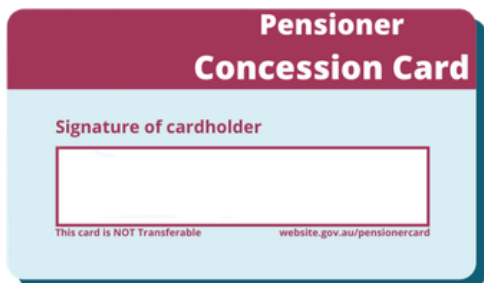 Pensioner
Concession Card
Signature of cardholder
This card is NOT Transferable website.gov.au/pensionercard